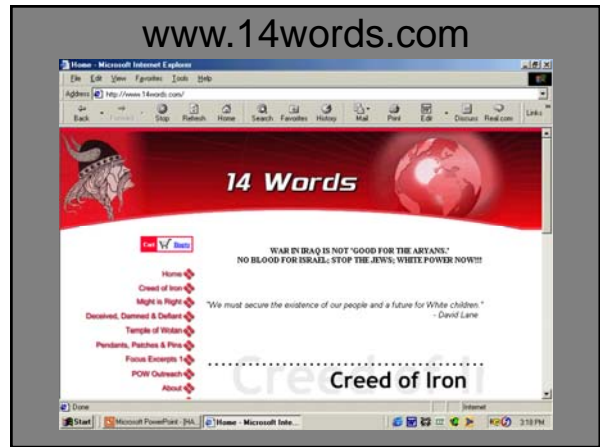 www.14words.com
Home - Microsoft Internet Explorer
File Edit View Favorites Tools Help
Address http://www.14words.com/
Back Forward Stop Refresh Home Search Favorites History Mail Print Edit Discuss Real.com Links
14 Words
Cart
WAR IN IRAQ IS NOT "GOOD FOR THE ARYANS."
NO BLOOD FOR ISRAEL; STOP THE JEWS; WHITE POWER NOW!!!
Home
Creed of Iron
Might is Right
"We must secure the existence of our people and a future for White children."
- David Lane
Deceived, Damned & Defiant
Temple of Wotan
Pendants, Patches & Pins
Focus Excerpts 1
POW Outreach
About
Creed of I
Creed of Iron
Done
Internet
Start Microsoft PowerPoint - [HA... Home - Microsoft Inte... 3:18 PM